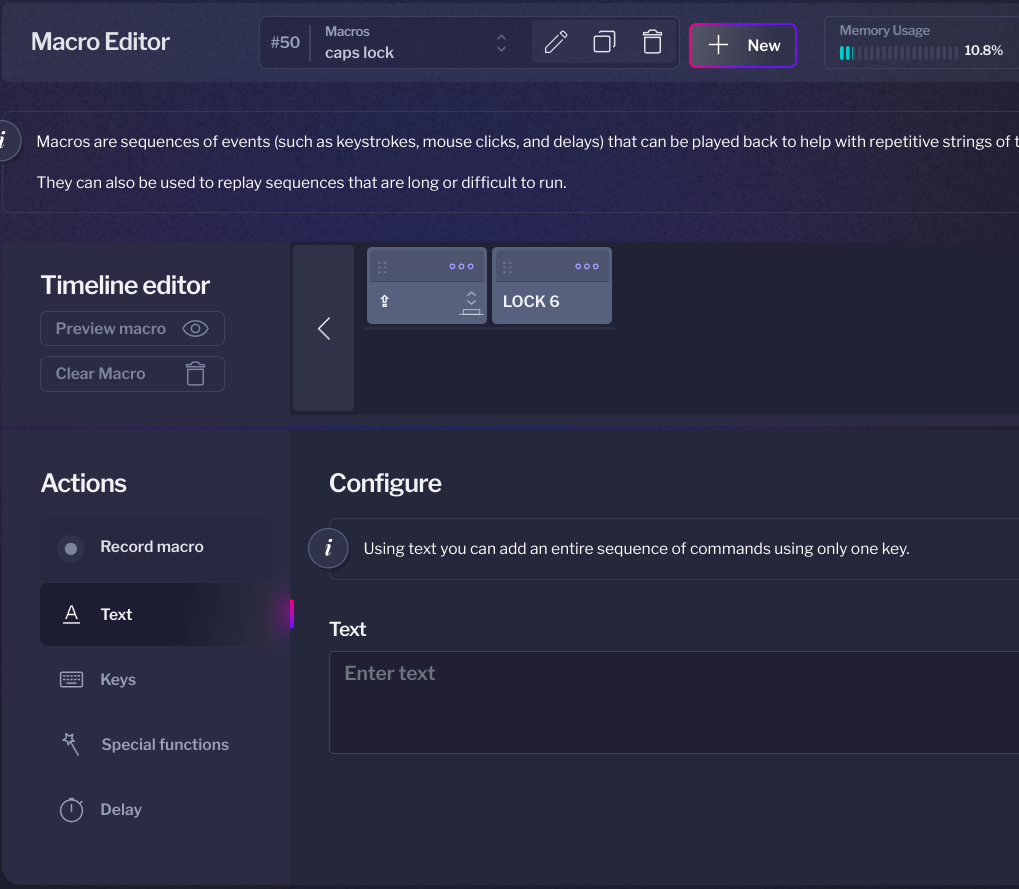 Macro Editor
#50
Macros
caps lock
New
Memory Usage
10.8%
i
Macros are sequences of events (such as keystrokes, mouse clicks, and delays) that can be played back to help with repetitive strings of
They can also be used to replay sequences that are long or difficult to run.
Timeline editor
Preview macro
Clear Macro
⇪
LOCK 6
Actions
Record macro
A Text
Keys
Special functions
Delay
Configure
i
Using text you can add an entire sequence of commands using only one key.
Text
Enter text